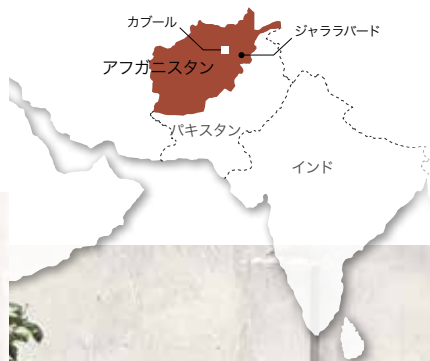 カブール
ジャララバード
アフガニスタン
パキスタン
インド